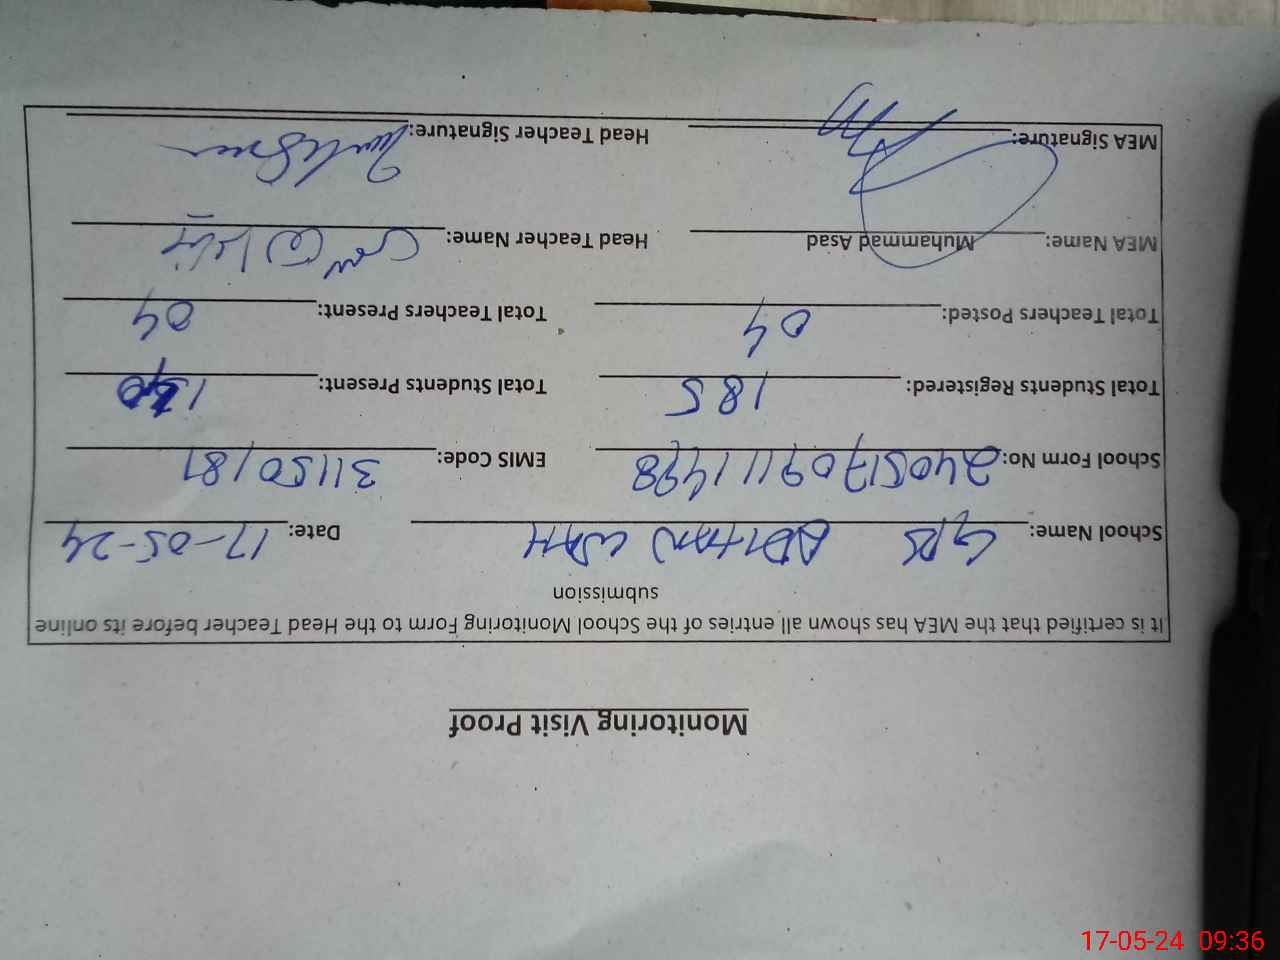 Monitoring Visit Proof
It is certified that the MEA has shown all entries of the School Monitoring Form to the Head Teacher before its online
submission
School Name: GPS ADLHAN WAH Date: 17-05-24
School Form No: 240517091111498 EMIS Code: 31150181
Total Students Registered: 185 Total Students Present:
Total Teachers Posted: 04 Total Teachers Present: 04
MEA Name: Muhammad Asad Head Teacher Name:
MEA Signature: Head Teacher Signature:
17-05-24 09:36